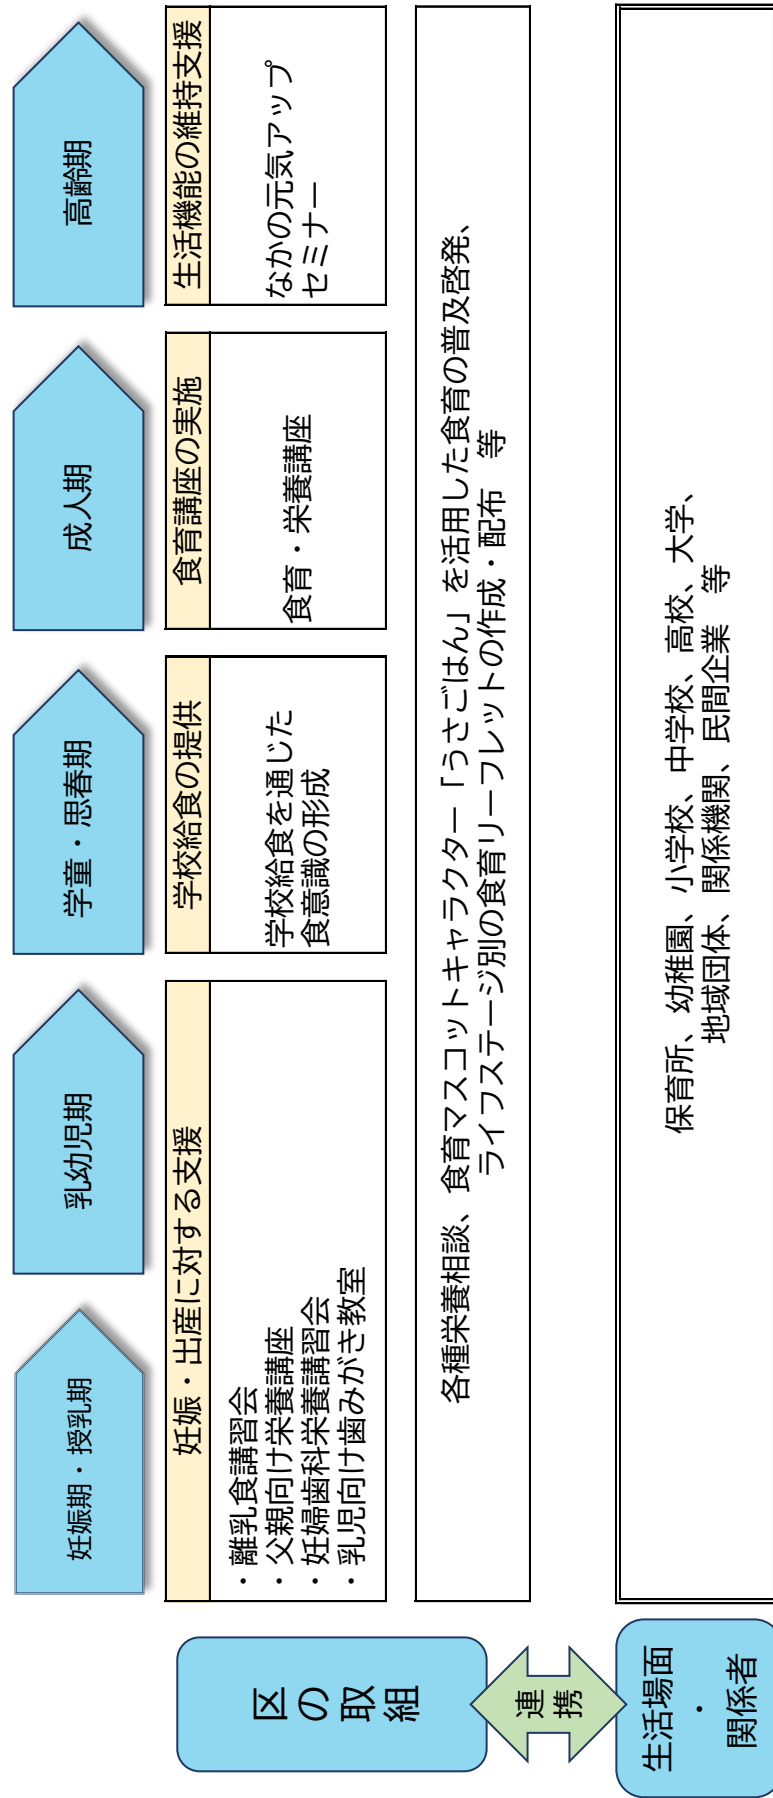 妊娠期・授乳期
乳幼児期
学童・思春期
成人期
高齢期
区の取組
妊娠・出産に対する支援
・離乳食講習会
・父親向け栄養講座
・妊婦歯科栄養講習会
・乳児向け歯みがき教室
学校給食の提供
学校給食を通じた
食意識の形成
食育講座の実施
食育・栄養講座
生活機能の維持支援
なかの元気アップ
セミナー
各種栄養相談、食育マスコットキャラクター「うさごはん」を活用した食育の普及啓発、
ライフステージ別の食育リーフレットの作成・配布　等
連
携
生活場面
・
関係者
保育所、幼稚園、小学校、中学校、高校、大学、
地域団体、関係機関、民間企業　等